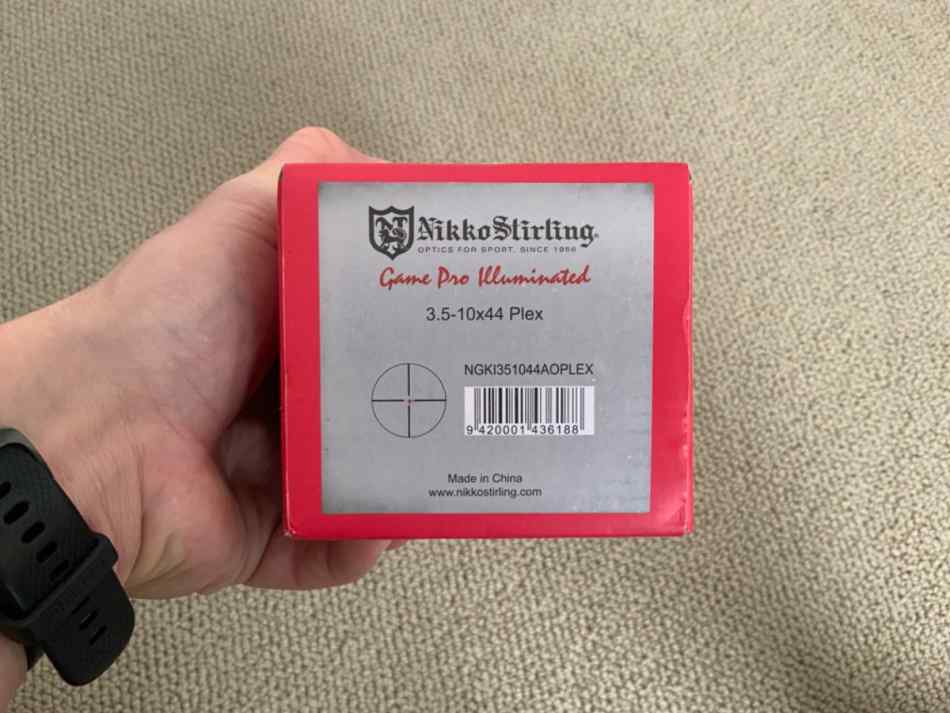 NS
NikkoStirling®
OPTICS FOR SPORT. SINCE 1956
Game Pro Illuminated
3.5-10x44 Plex
NGKI351044AOPLEX
9 420001 436188
Made in China
www.nikkostirling.com